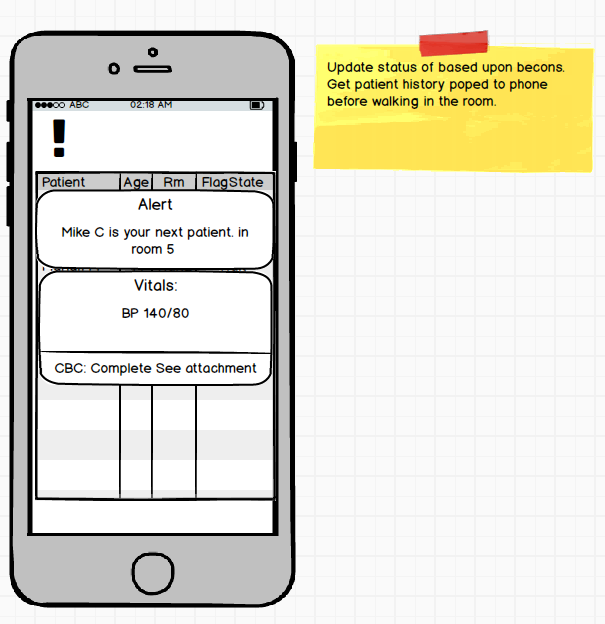 ABC 02:18 AM
!
Patient Age Rm FlagState
Alert
Mike C is your next patient. in
room 5
Vitals:
BP 140/80
CBC: Complete See attachment
Update status of based upon becons.
Get patient history poped to phone
before walking in the room.